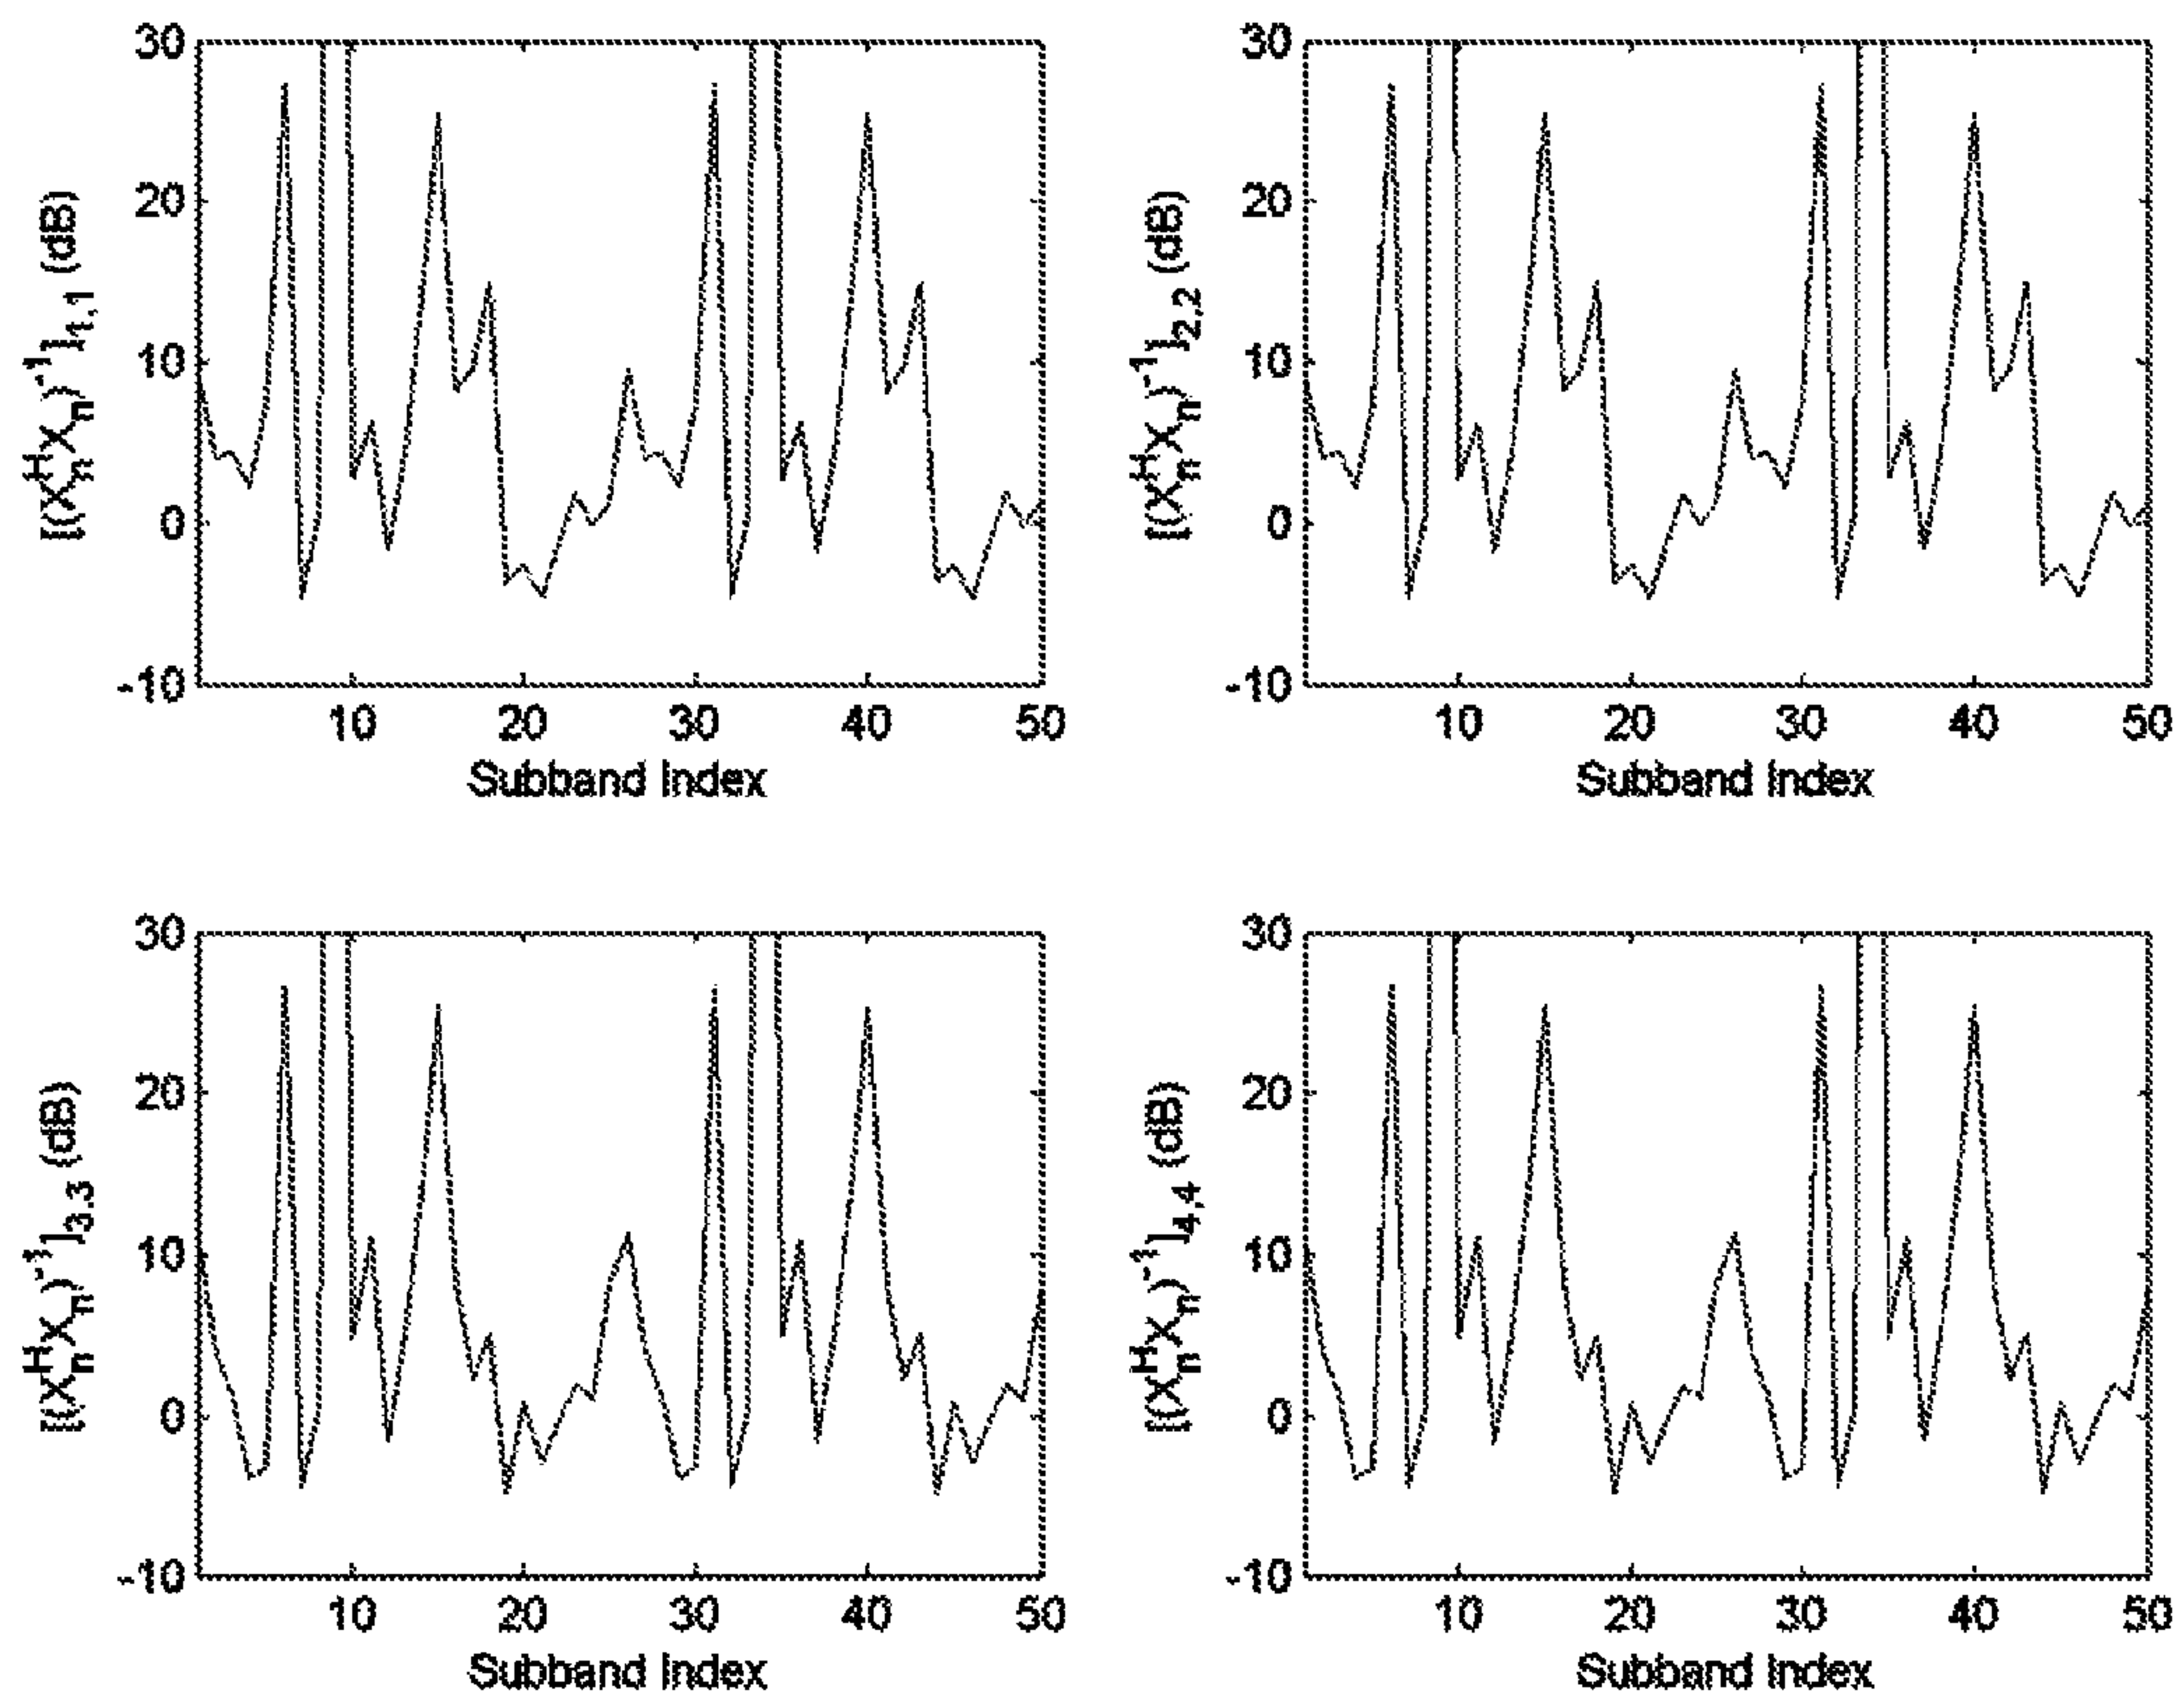 30
20
10
0
-10
[(X_n^H X_n)^-1]_1,1 (dB)
10 20 30 40 50
Subband Index
30
20
10
0
-10
[(X_n^H X_n)^-1]_2,2 (dB)
10 20 30 40 50
Subband Index
30
20
10
0
-10
[(X_n^H X_n)^-1]_3,3 (dB)
10 20 30 40 50
Subband Index
30
20
10
0
-10
[(X_n^H X_n)^-1]_4,4 (dB)
10 20 30 40 50
Subband Index